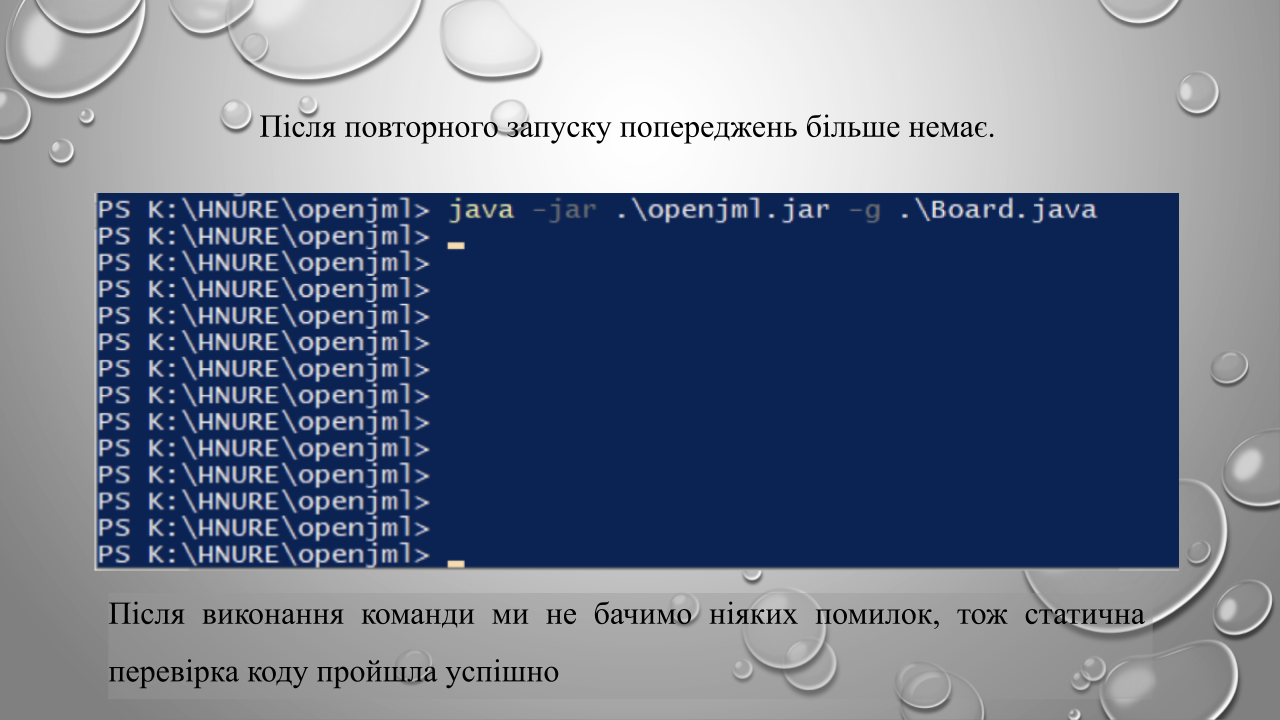 Після повторного запуску попереджень більше немає.
PS K:\HNURE\openjml> java -jar .\openjml.jar -g .\Board.java
PS K:\HNURE\openjml>
PS K:\HNURE\openjml>
PS K:\HNURE\openjml>
PS K:\HNURE\openjml>
PS K:\HNURE\openjml>
PS K:\HNURE\openjml>
PS K:\HNURE\openjml>
PS K:\HNURE\openjml>
PS K:\HNURE\openjml>
PS K:\HNURE\openjml>
PS K:\HNURE\openjml>
PS K:\HNURE\openjml>
PS K:\HNURE\openjml>
Після виконання команди ми не бачимо ніяких помилок, тож статична
перевірка коду пройшла успішно